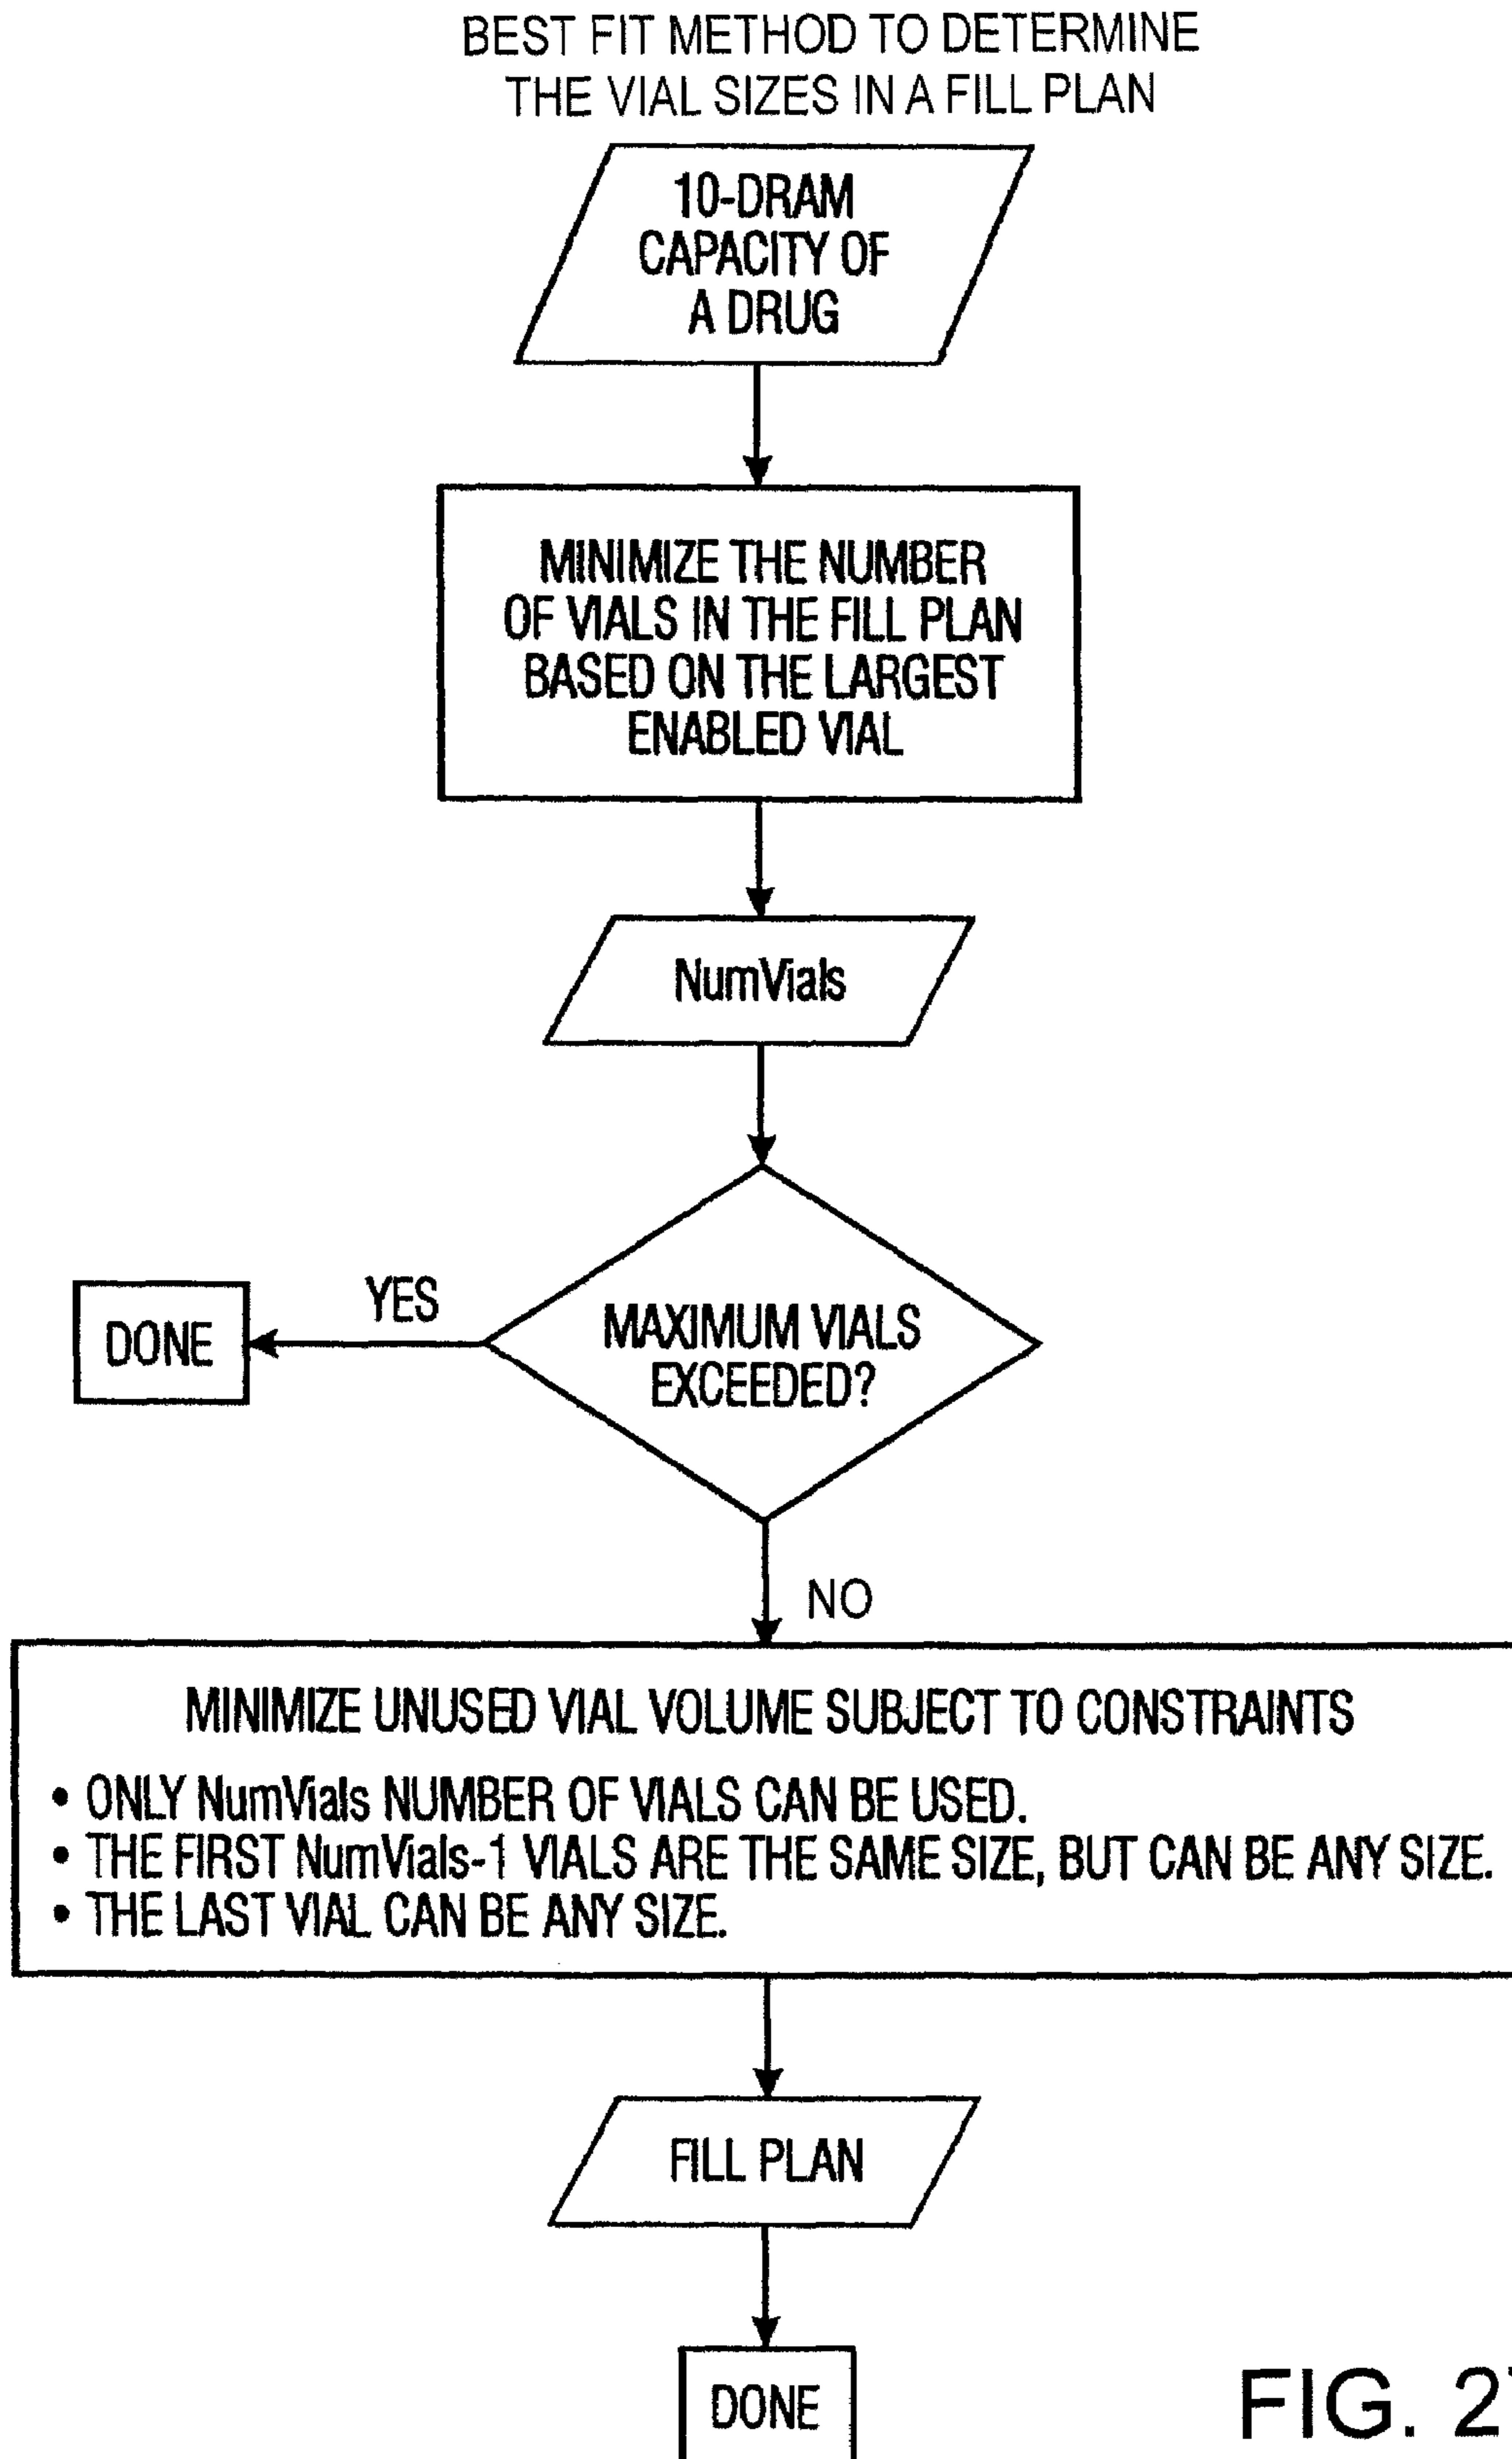 BEST FIT METHOD TO DETERMINE
THE VIAL SIZES IN A FILL PLAN
10-DRAM
CAPACITY OF
A DRUG
MINIMIZE THE NUMBER
OF VIALS IN THE FILL PLAN
BASED ON THE LARGEST
ENABLED VIAL
NumVials
MAXIMUM VIALS
EXCEEDED?
YES
DONE
NO
MINIMIZE UNUSED VIAL VOLUME SUBJECT TO CONSTRAINTS
• ONLY NumVials NUMBER OF VIALS CAN BE USED.
• THE FIRST NumVials-1 VIALS ARE THE SAME SIZE, BUT CAN BE ANY SIZE.
• THE LAST VIAL CAN BE ANY SIZE.
FILL PLAN
DONE
FIG.